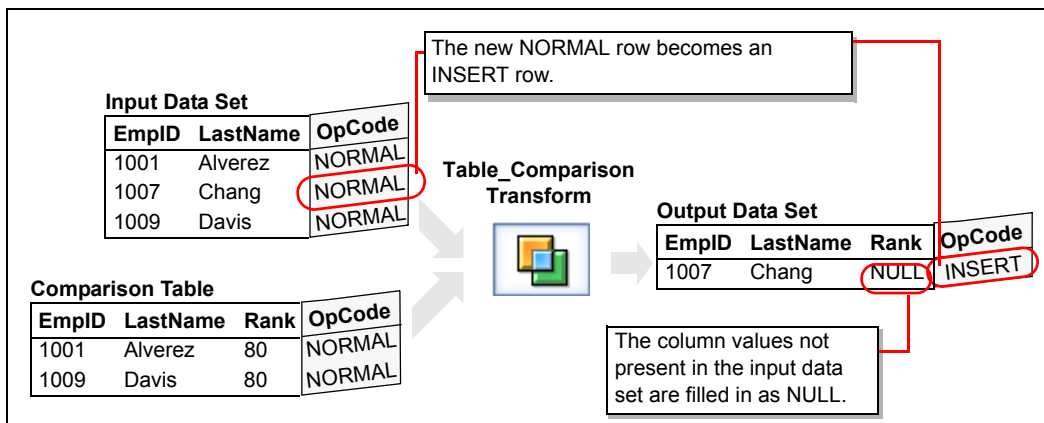 The new NORMAL row becomes an
INSERT row.
Input Data Set
EmpID LastName OpCode
1001 Alverez NORMAL
1007 Chang NORMAL
1009 Davis NORMAL
Table_Comparison
Transform
Output Data Set
EmpID LastName Rank OpCode
1007 Chang NULL INSERT
Comparison Table
EmpID LastName Rank OpCode
1001 Alverez 80 NORMAL
1009 Davis 80 NORMAL
The column values not
present in the input data
set are filled in as NULL.